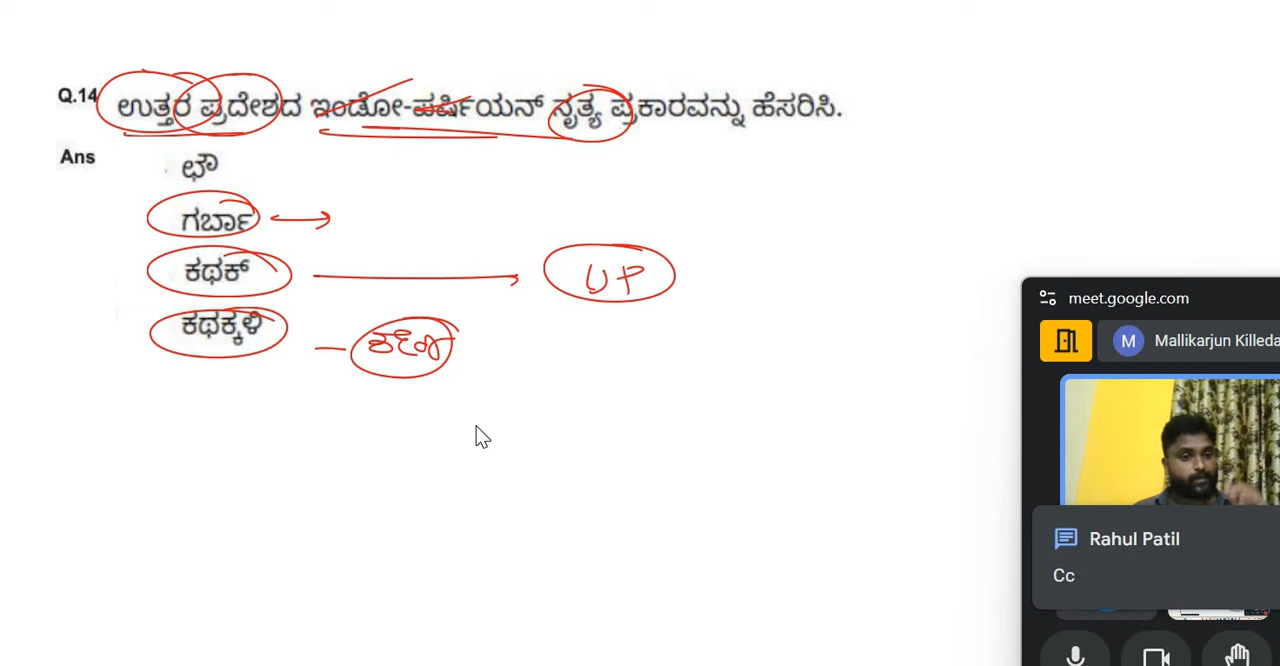 Q.14 ಉತ್ತರ ಪ್ರದೇಶದ ಇಂಡೋ-ಪರ್ಷಿಯನ್ ನೃತ್ಯ ಪ್ರಕಾರವನ್ನು ಹೆಸರಿಸಿ.
Ans
ಛೌ
ಗರ್ಬಾ
ಕಥಕ್
UP
ಕಥಕ್ಕಳಿ
meet.google.com
M Mallikarjun Killeda
Rahul Patil
Cc